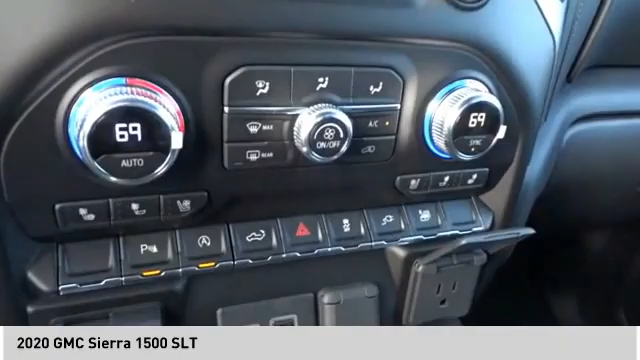 69
AUTO
MAX
REAR
ON/OFF
A/C
69
SYNC
P
A
2020 GMC Sierra 1500 SLT